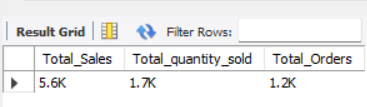 Result Grid Filter Rows:
Total_Sales Total_quantity_sold Total_Orders
5.6K 1.7K 1.2K